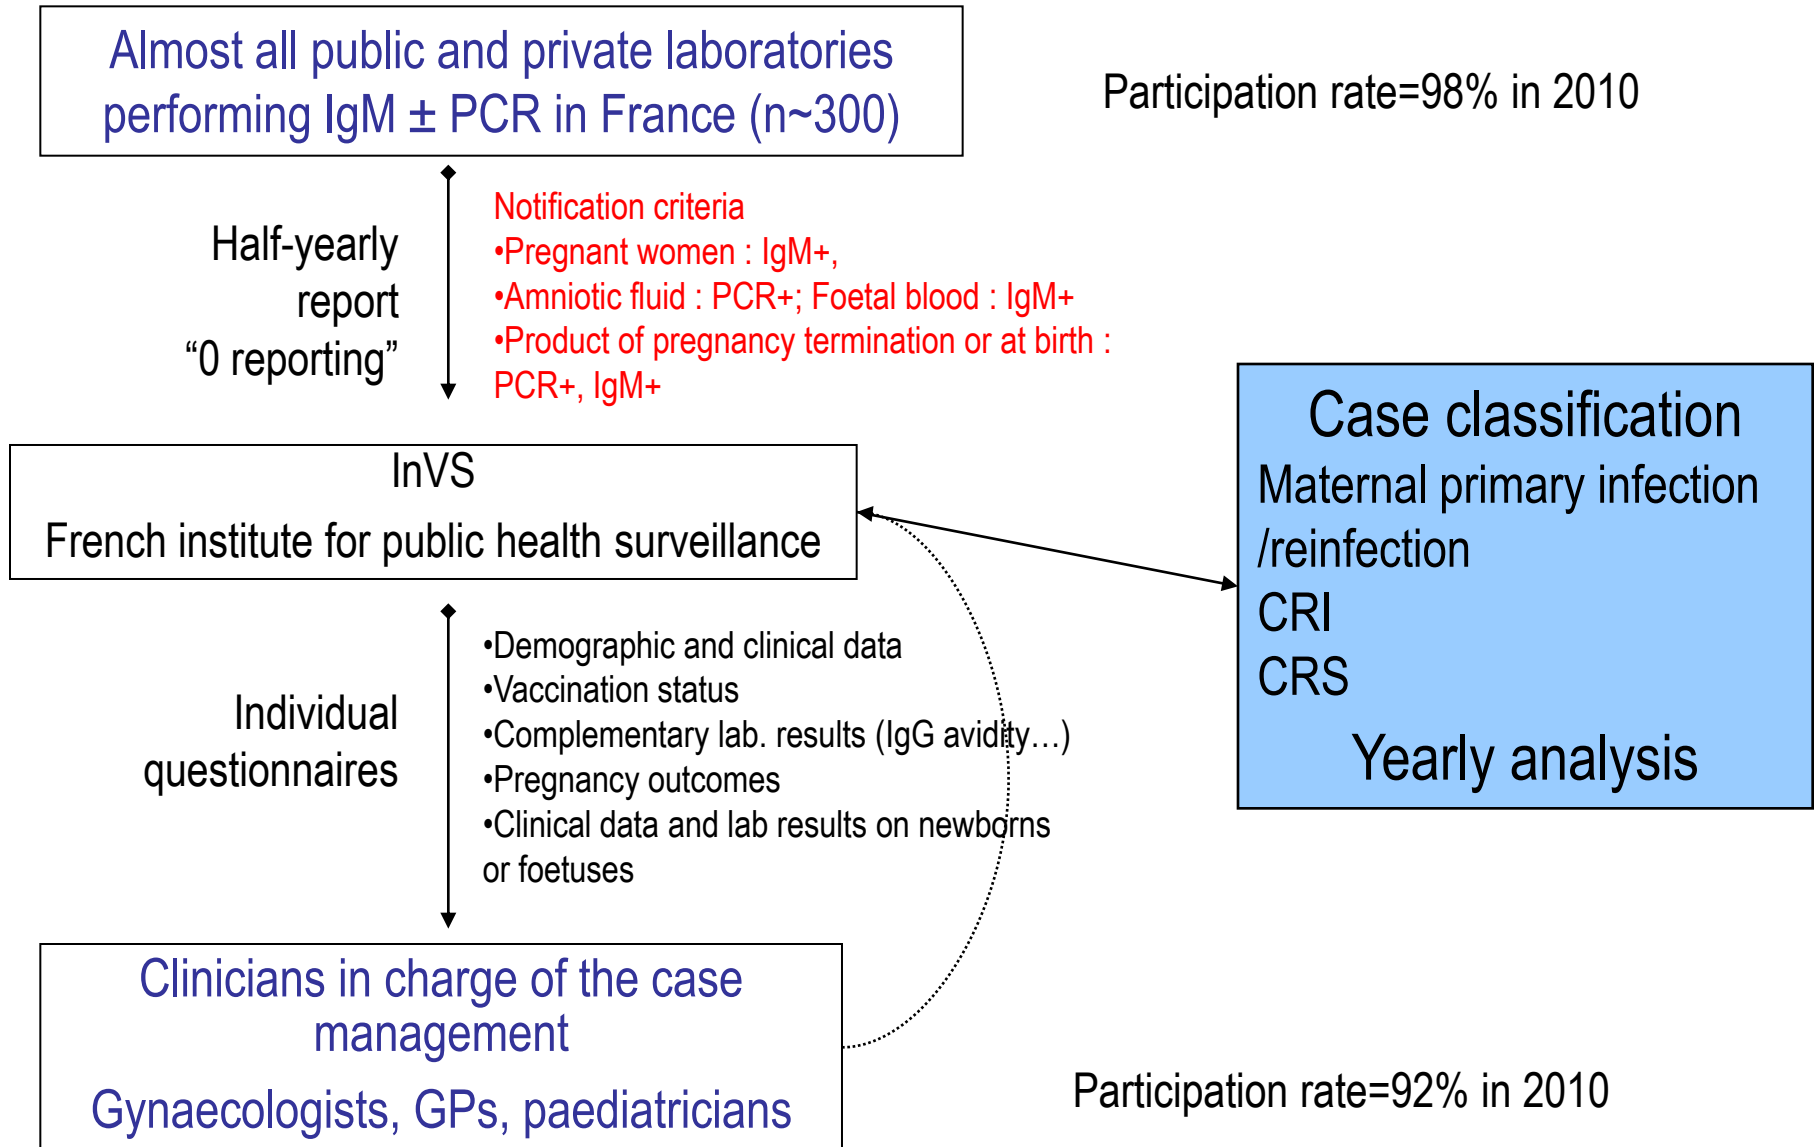 Almost all public and private laboratories
performing IgM ± PCR in France (n~300)
Participation rate=98% in 2010
Half-yearly
report
“0 reporting”
Notification criteria
•Pregnant women : IgM+,
•Amniotic fluid : PCR+; Foetal blood : IgM+
•Product of pregnancy termination or at birth :
PCR+, IgM+
InVS
French institute for public health surveillance
Case classification
Maternal primary infection
/reinfection
CRI
CRS
Yearly analysis
Individual
questionnaires
•Demographic and clinical data
•Vaccination status
•Complementary lab. results (IgG avidity…)
•Pregnancy outcomes
•Clinical data and lab results on newborns
or foetuses
Clinicians in charge of the case
management
Gynaecologists, GPs, paediatricians
Participation rate=92% in 2010